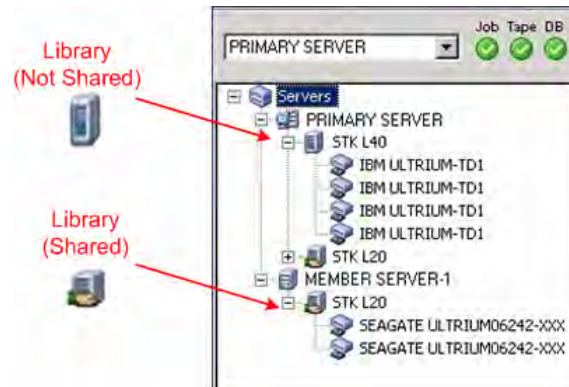 Library
(Not Shared)
Library
(Shared)
PRIMARY SERVER
Job Tape DB
Servers
PRIMARY SERVER
STK L40
IBM ULTRIUM-TD1
IBM ULTRIUM-TD1
IBM ULTRIUM-TD1
IBM ULTRIUM-TD1
STK L20
MEMBER SERVER-1
STK L20
SEAGATE ULTRIUM06242-XXX
SEAGATE ULTRIUM06242-XXX